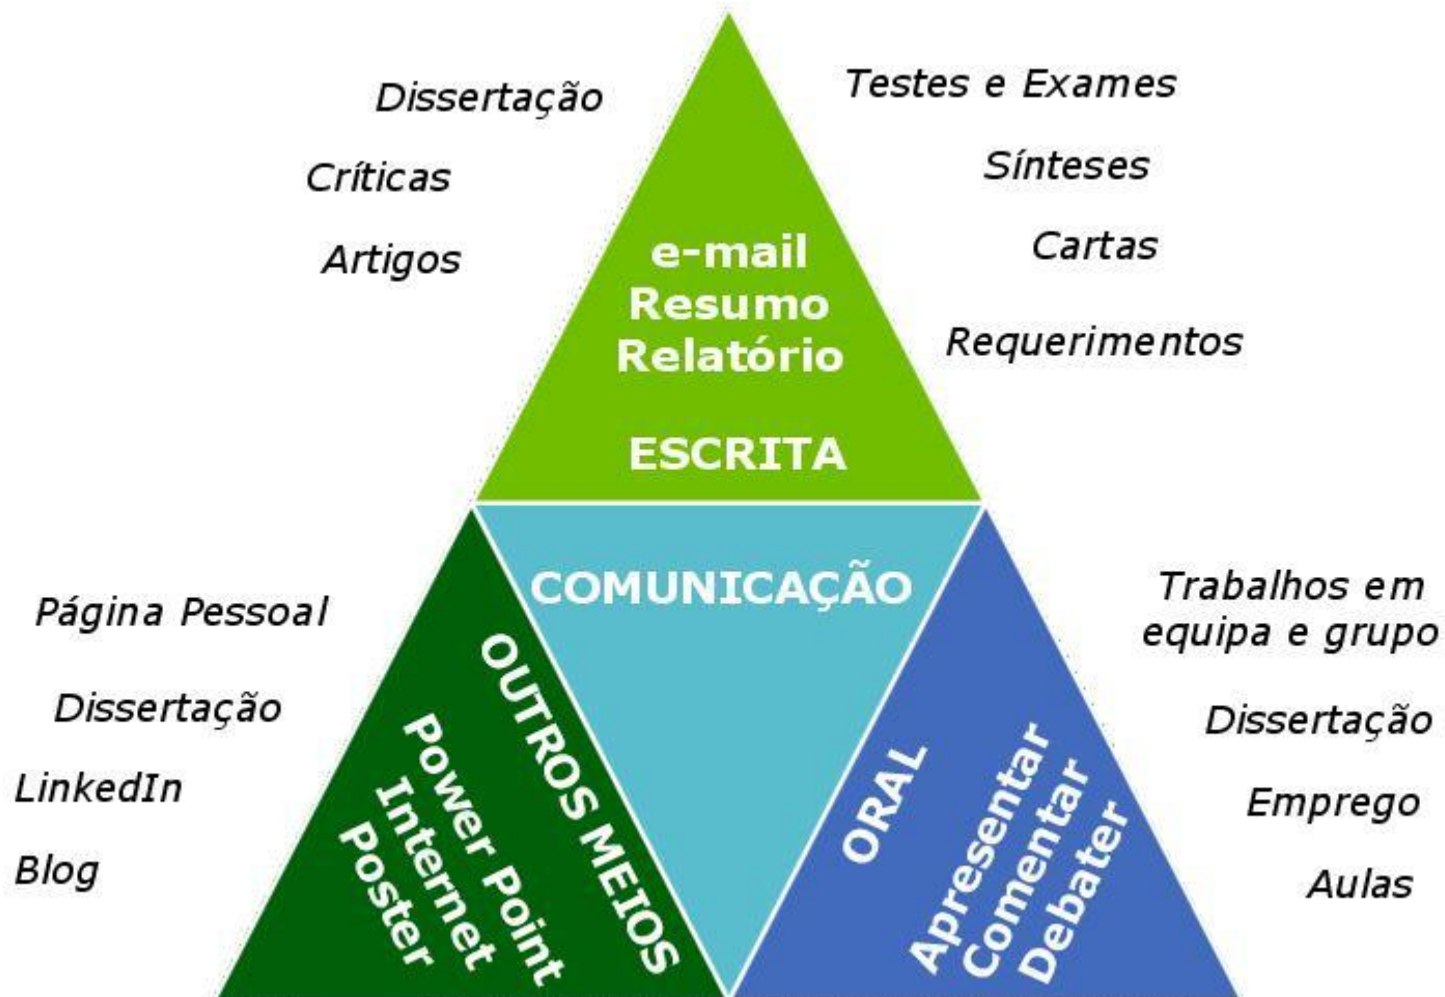 Dissertação
Críticas
Artigos
Testes e Exames
Sínteses
Cartas
Requerimentos
e-mail
Resumo
Relatório
ESCRITA
COMUNICAÇÃO
Página Pessoal
Dissertação
LinkedIn
Blog
OUTROS MEIOS
Power Point
Internet
Poster
ORAL
Apresentar
Comentar
Debater
Trabalhos em
equipa e grupo
Dissertação
Emprego
Aulas